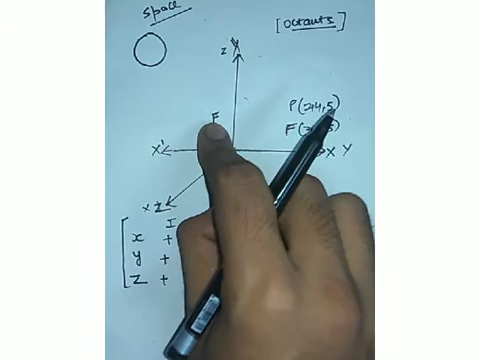 space
[octants]
Z Y
P(3,4,5)
F
X' X Y
X Z
I
x +
y +
z +